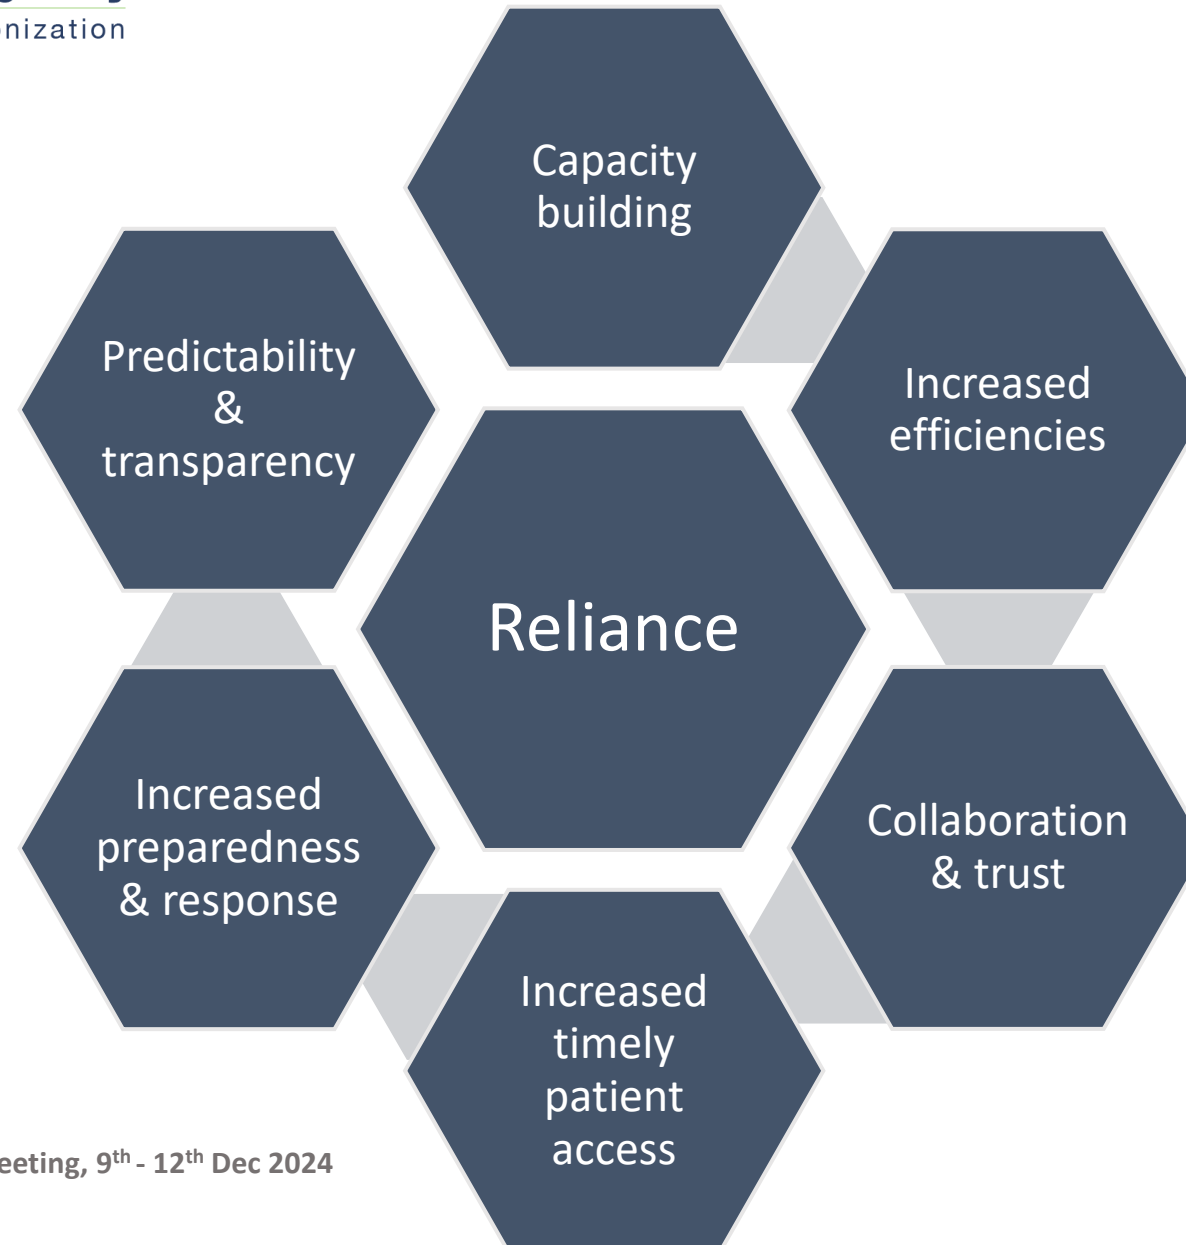 nization
Capacity
building
Predictability
&
transparency
Increased
efficiencies
Reliance
Increased
preparedness
& response
Collaboration
& trust
Increased
timely
patient
access
eeting, 9th - 12th Dec 2024